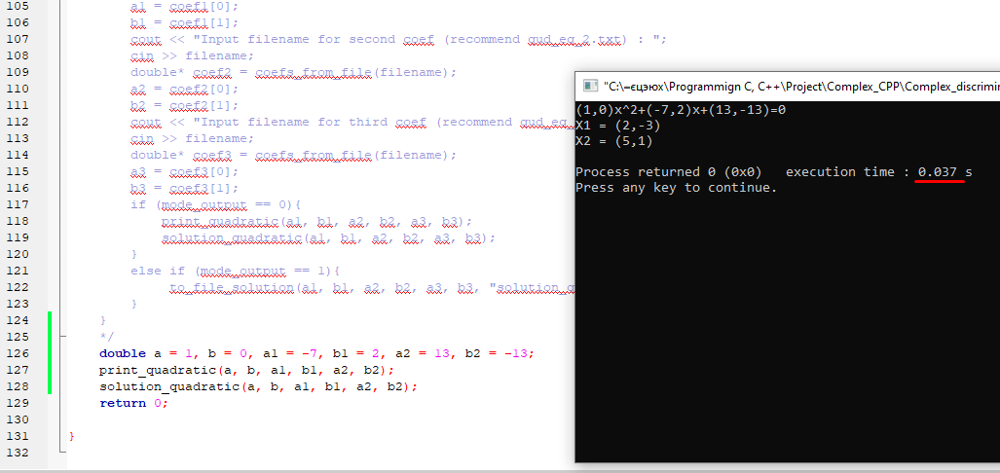 105 a1 = coef1[0];
106 b1 = coef1[1];
107 cout << "Input filename for second coef (recommend qud_eq_2.txt) : ";
108 cin >> filename;
109 double* coef2 = coefs_from_file(filename);
110 a2 = coef2[0];
111 b2 = coef2[1];
112 cout << "Input filename for third coef (recommend qud_eq_
113 cin >> filename;
114 double* coef3 = coefs_from_file(filename);
115 a3 = coef3[0];
116 b3 = coef3[1];
117 if (mode_output == 0){
118 print_quadratic(a1, b1, a2, b2, a3, b3);
119 solution_quadratic(a1, b1, a2, b2, a3, b3);
120 }
121 else if (mode_output == 1){
122 to_file_solution(a1, b1, a2, b2, a3, b3, "solution_q
123 }
124 }
125 */
126 double a = 1, b = 0, a1 = -7, b1 = 2, a2 = 13, b2 = -13;
127 print_quadratic(a, b, a1, b1, a2, b2);
128 solution_quadratic(a, b, a1, b1, a2, b2);
129 return 0;
130
131 }
132
"C:\=єцэюх\Programmign C, C++\Project\Complex_CPP\Complex_discrimin
(1,0)x^2+(-7,2)x+(13,-13)=0
X1 = (2,-3)
X2 = (5,1)
Process returned 0 (0x0) execution time : 0.037 s
Press any key to continue.